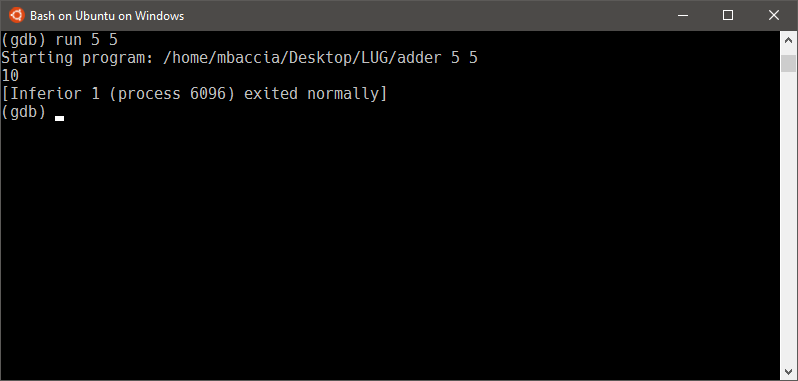 Bash on Ubuntu on Windows
(gdb) run 5 5
Starting program: /home/mbaccia/Desktop/LUG/adder 5 5
10
[Inferior 1 (process 6096) exited normally]
(gdb)